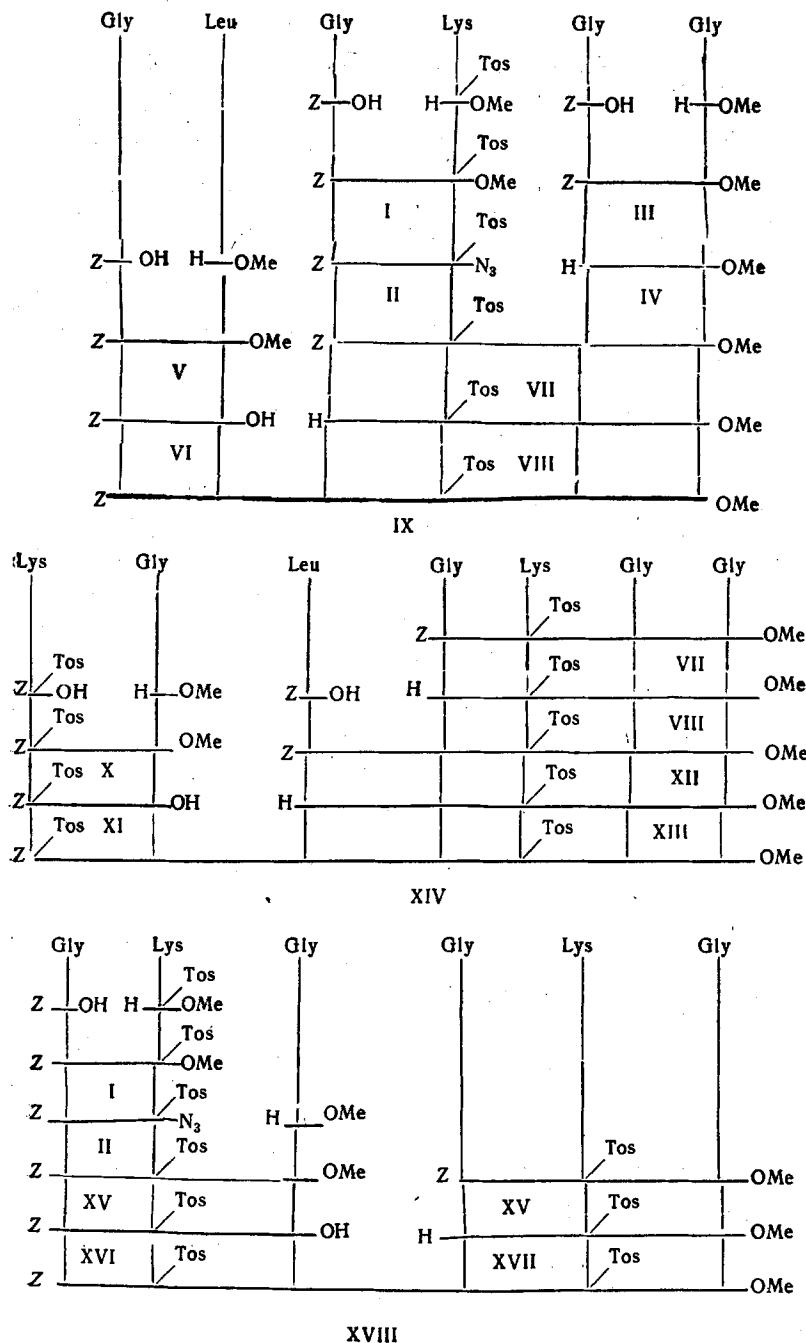 Gly Leu Gly Lys Gly Gly
Tos
Z OH H OMe Z OH H OMe
Tos
Z OMe Z OMe
I III
Tos
Z OH H OMe Z N₃ H OMe
II IV
Tos
Z OMe Z OMe
V
Tos VII
Z OH H OMe
VI
Tos VIII
Z OMe
IX
Lys Gly Leu Gly Lys Gly Gly
Tos
Z OMe
Tos VII
Tos
Z OH H OMe Z OH H OMe
Tos Tos VIII
Z OMe Z OMe
Tos X Tos XII
Z OH H OMe
Tos XI Tos XIII
Z OMe
XIV
Gly Lys Gly Gly Lys Gly
Tos
Z OH H OMe
Tos
Z OMe
I
Tos
Z N₃ H OMe
II
Tos Tos
Z OMe Z OMe
XV Tos XV Tos
Z OH H OMe
XVI Tos XVII Tos
Z OMe
XVIII